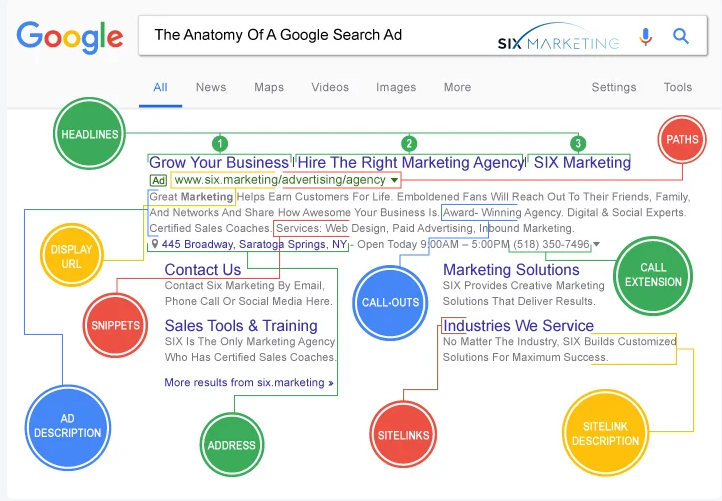 Google
The Anatomy Of A Google Search Ad
SIX MARKETING
All News Maps Videos Images More Settings Tools
HEADLINES
1 2 3
PATHS
Grow Your Business Hire The Right Marketing Agency SIX Marketing
Ad www.six.marketing/advertising/agency
Great Marketing Helps Earn Customers For Life. Emboldened Fans Will Reach Out To Their Friends, Family,
And Networks And Share How Awesome Your Business Is. Award- Winning Agency. Digital & Social Experts.
Certified Sales Coaches. Services: Web Design, Paid Advertising, Inbound Marketing.
445 Broadway, Saratoga Springs, NY - Open Today 9:00AM – 5:00PM (518) 350-7496
DISPLAY
URL
Contact Us
Contact Six Marketing By Email,
Phone Call Or Social Media Here.
Marketing Solutions
SIX Provides Creative Marketing
Solutions That Deliver Results.
CALL
EXTENSION
CALL-OUTS
SNIPPETS
Sales Tools & Training
SIX Is The Only Marketing Agency
Who Has Certified Sales Coaches.
Industries We Service
No Matter The Industry, SIX Builds Customized
Solutions For Maximum Success.
More results from six.marketing »
AD
DESCRIPTION
ADDRESS
SITELINKS
SITELINK
DESCRIPTION